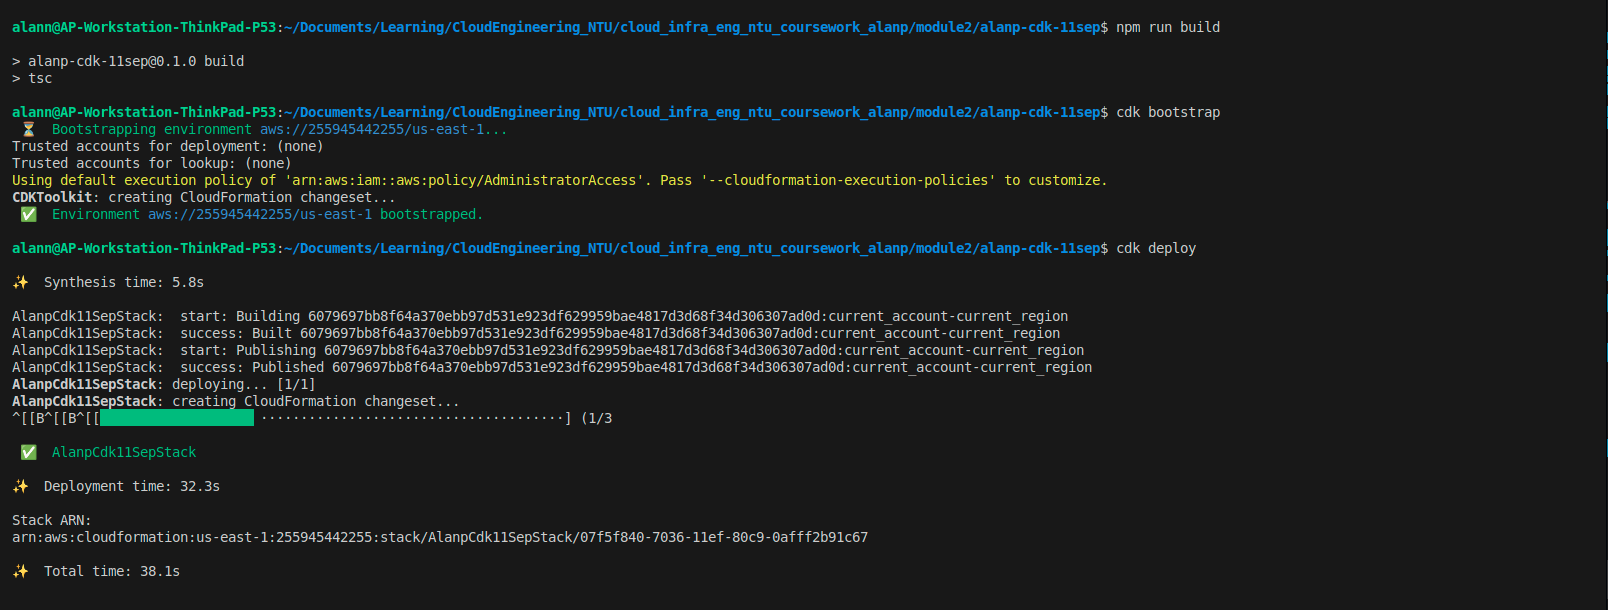 alann@AP-Workstation-ThinkPad-P53:~/Documents/Learning/CloudEngineering_NTU/cloud_infra_eng_ntu_coursework_alanp/module2/alanp-cdk-11sep$ npm run build
> alanp-cdk-11sep@0.1.0 build
> tsc
alann@AP-Workstation-ThinkPad-P53:~/Documents/Learning/CloudEngineering_NTU/cloud_infra_eng_ntu_coursework_alanp/module2/alanp-cdk-11sep$ cdk bootstrap
⏳ Bootstrapping environment aws://255945442255/us-east-1...
Trusted accounts for deployment: (none)
Trusted accounts for lookup: (none)
Using default execution policy of 'arn:aws:iam::aws:policy/AdministratorAccess'. Pass '--cloudformation-execution-policies' to customize.
CDKToolkit: creating CloudFormation changeset...
✅ Environment aws://255945442255/us-east-1 bootstrapped.
alann@AP-Workstation-ThinkPad-P53:~/Documents/Learning/CloudEngineering_NTU/cloud_infra_eng_ntu_coursework_alanp/module2/alanp-cdk-11sep$ cdk deploy
✨ Synthesis time: 5.8s
AlanpCdk11SepStack:  start: Building 6079697bb8f64a370ebb97d531e923df629959bae4817d3d68f34d306307ad0d:current_account-current_region
AlanpCdk11SepStack:  success: Built 6079697bb8f64a370ebb97d531e923df629959bae4817d3d68f34d306307ad0d:current_account-current_region
AlanpCdk11SepStack:  start: Publishing 6079697bb8f64a370ebb97d531e923df629959bae4817d3d68f34d306307ad0d:current_account-current_region
AlanpCdk11SepStack:  success: Published 6079697bb8f64a370ebb97d531e923df629959bae4817d3d68f34d306307ad0d:current_account-current_region
AlanpCdk11SepStack: deploying... [1/1]
AlanpCdk11SepStack: creating CloudFormation changeset...
^[[B^[[B^[[ ······································] (1/3
✅ AlanpCdk11SepStack
✨ Deployment time: 32.3s
Stack ARN:
arn:aws:cloudformation:us-east-1:255945442255:stack/AlanpCdk11SepStack/07f5f840-7036-11ef-80c9-0afff2b91c67
✨ Total time: 38.1s